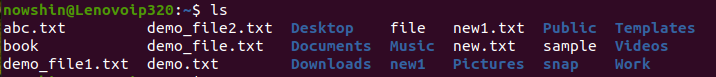 nowshin@Lenovoip320:~$ ls
abc.txt demo_file2.txt Desktop file new1.txt Public Templates
book demo_file.txt Documents Music new.txt sample Videos
demo_file1.txt demo.txt Downloads new1 Pictures snap Work